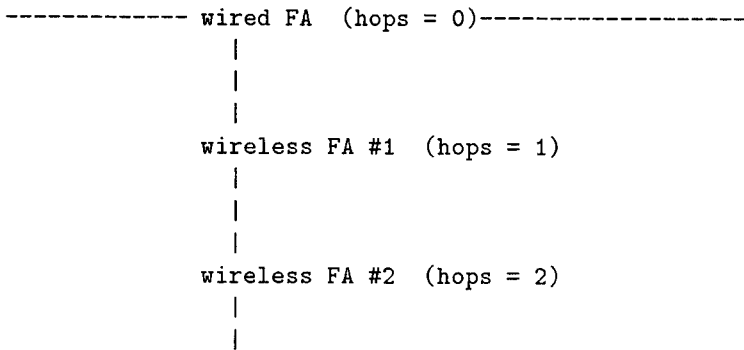 ------------- wired FA (hops = 0)-------------------
|
|
|
wireless FA #1 (hops = 1)
|
|
|
wireless FA #2 (hops = 2)
|
|